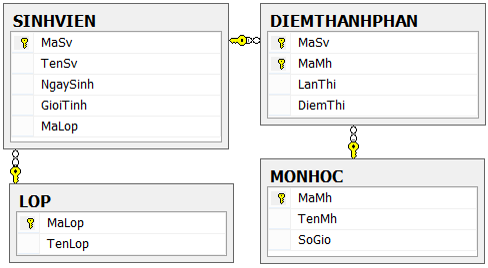 SINHVIEN
MaSv
TenSv
NgaySinh
GioiTinh
MaLop
DIEMTHANHPHAN
MaSv
MaMh
LanThi
DiemThi
LOP
MaLop
TenLop
MONHOC
MaMh
TenMh
SoGio